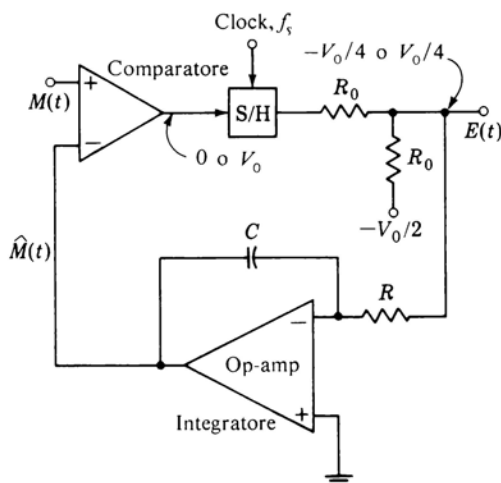 Clock, f_s
-V_0/4 o V_0/4
Comparatore
M(t)
+
-
S/H
R_0
E(t)
0 o V_0
R_0
-V_0/2
M̂(t)
C
R
-
Op-amp
+
Integratore